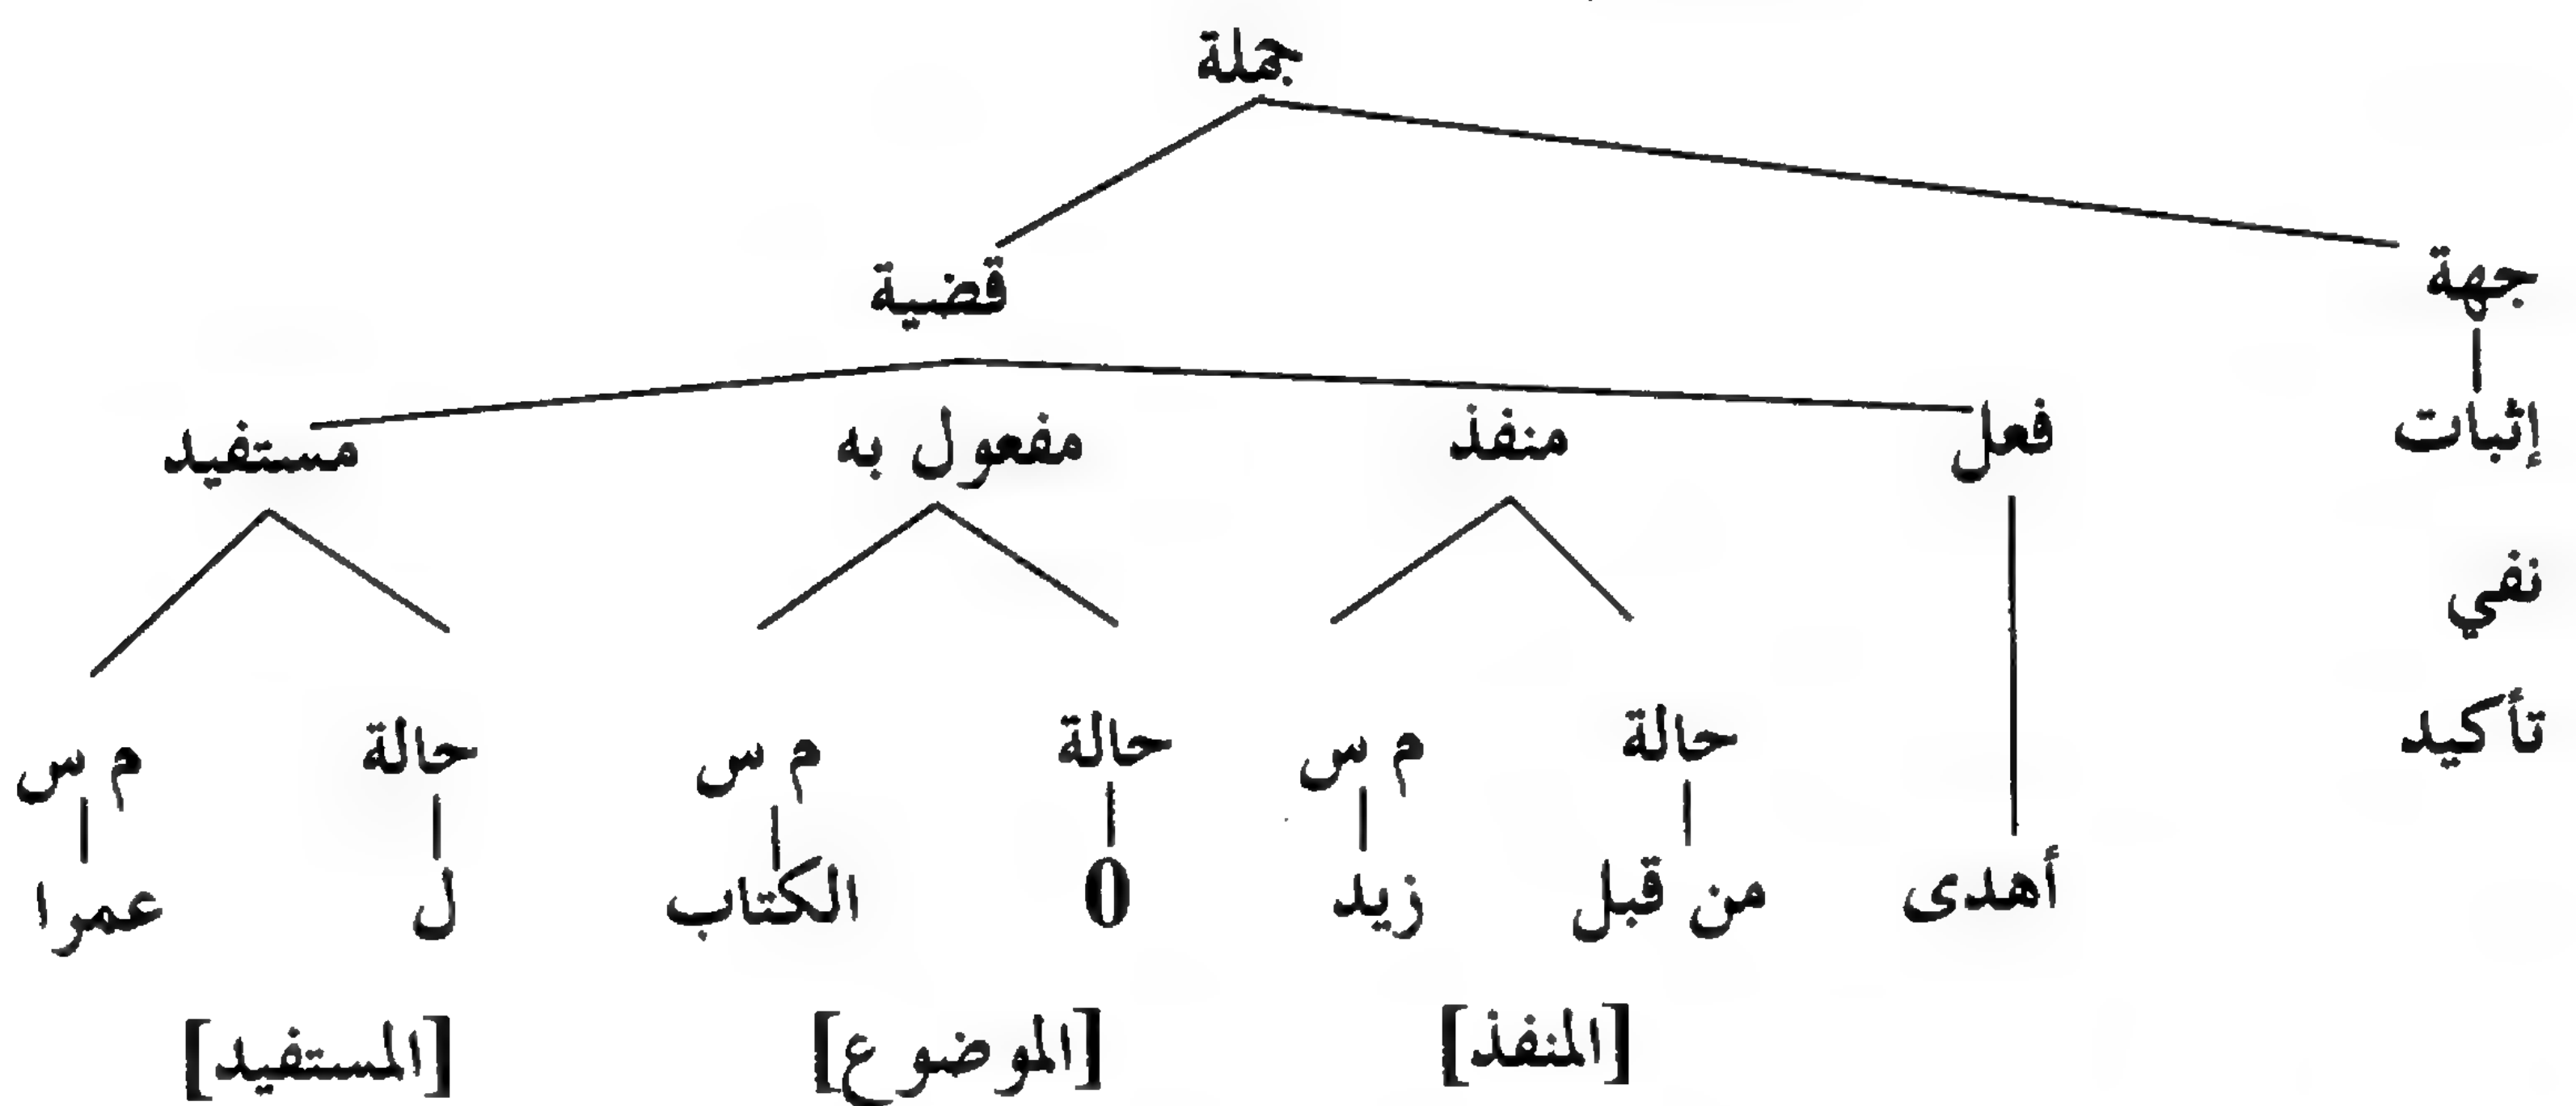 جملة
جهة قضية
فعل منفذ مفعول به مستفيد
إثبات
نفي
تأكيد
حالة م س حالة م س حالة م س
أهدى من قبل زيد 0 الكتاب ل عمرا
[المنفذ] [الموضوع] [المستفيد]